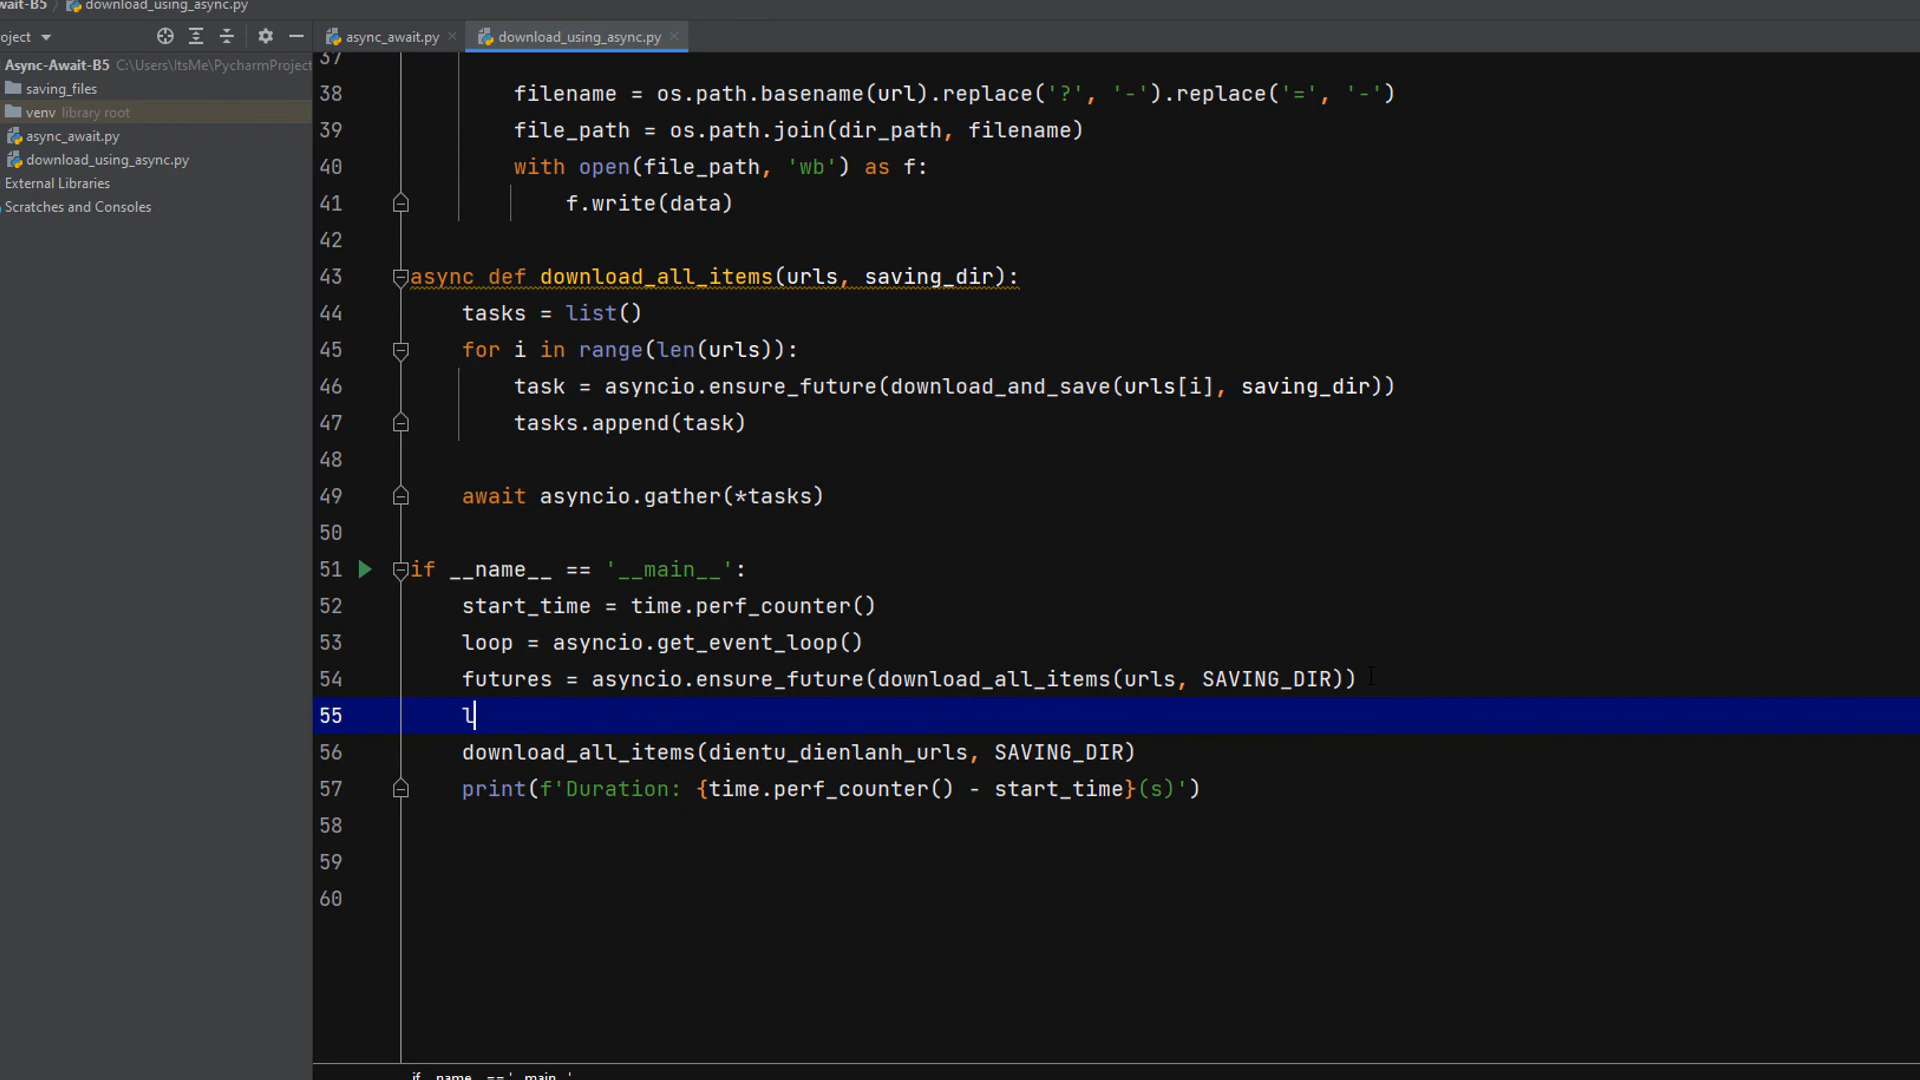 wait-B5 › download_using_async.py
oject
async_await.py
download_using_async.py
Async-Await-B5 C:\Users\ItsMe\PycharmProject
saving_files
venv library root
async_await.py
download_using_async.py
External Libraries
Scratches and Consoles
37
38 filename = os.path.basename(url).replace('?', '-').replace('=', '-')
39 file_path = os.path.join(dir_path, filename)
40 with open(file_path, 'wb') as f:
41 f.write(data)
42
43 async def download_all_items(urls, saving_dir):
44 tasks = list()
45 for i in range(len(urls)):
46 task = asyncio.ensure_future(download_and_save(urls[i], saving_dir))
47 tasks.append(task)
48
49 await asyncio.gather(*tasks)
50
51 if __name__ == '__main__':
52 start_time = time.perf_counter()
53 loop = asyncio.get_event_loop()
54 futures = asyncio.ensure_future(download_all_items(urls, SAVING_DIR))
55 l
56 download_all_items(dientu_dienlanh_urls, SAVING_DIR)
57 print(f'Duration: {time.perf_counter() - start_time}(s)')
58
59
60
if __name__ == '__main__'